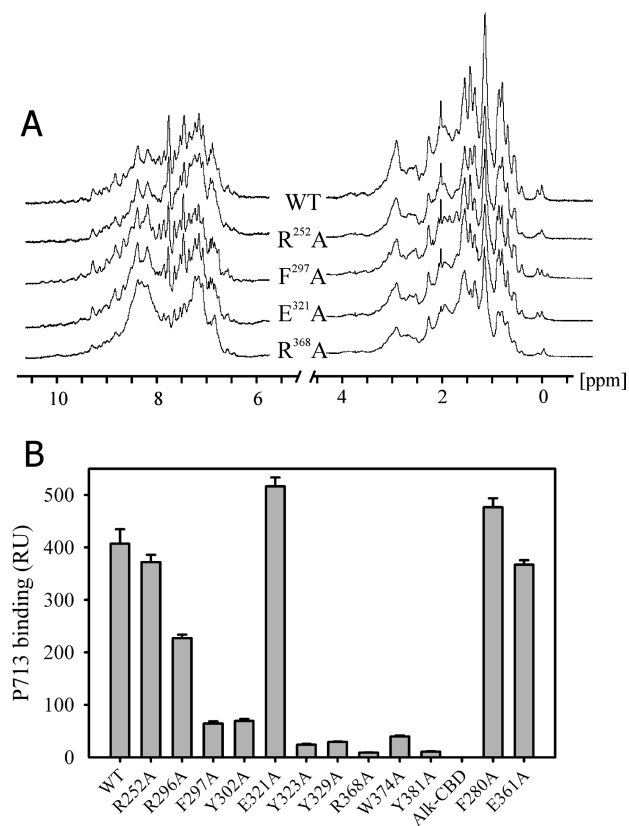 A
WT
R²⁵²A
F²⁹⁷A
E³²¹A
R³⁶⁸A
10 8 6 4 2 0 [ppm]
B
P713 binding (RU)
500
400
300
200
100
0
WT R252A R296A F297A Y302A E321A Y323A Y329A R368A W374A Y381A Alk-CBD F280A E361A